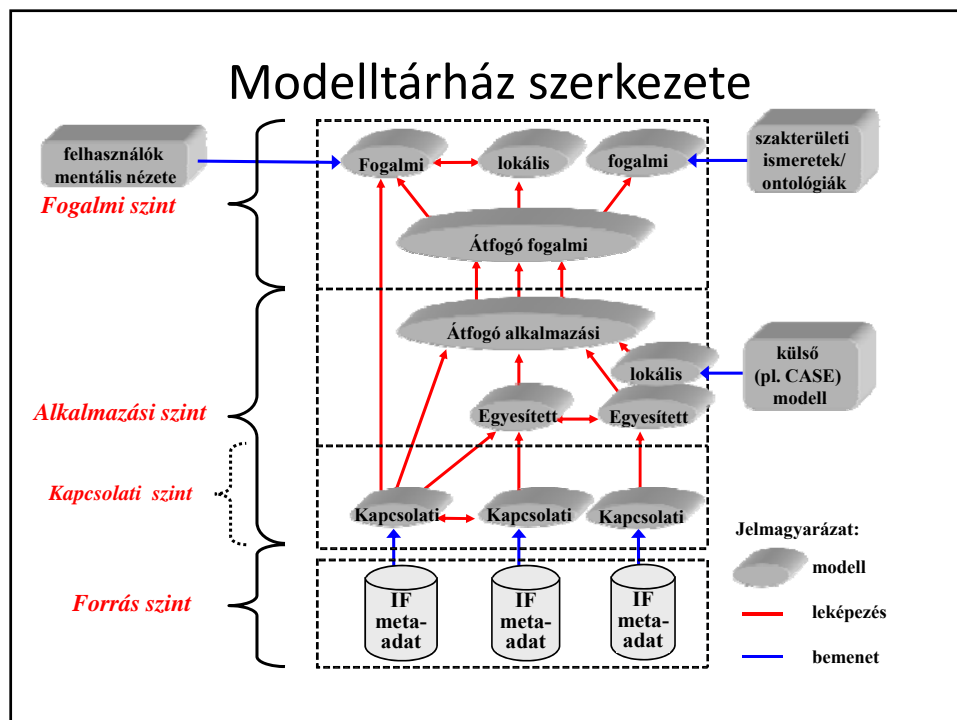 Modelltárház szerkezete
felhasználók
mentális nézete
Fogalmi
lokális
fogalmi
szakterületi
ismeretek/
ontológiák
Fogalmi szint
Átfogó fogalmi
Átfogó alkalmazási
lokális
külső
(pl. CASE)
modell
Alkalmazási szint
Egyesített
Egyesített
Kapcsolati szint
Kapcsolati
Kapcsolati
Kapcsolati
Jelmagyarázat:
modell
leképezés
bemenet
Forrás szint
IF
meta-
adat
IF
meta-
adat
IF
meta-
adat